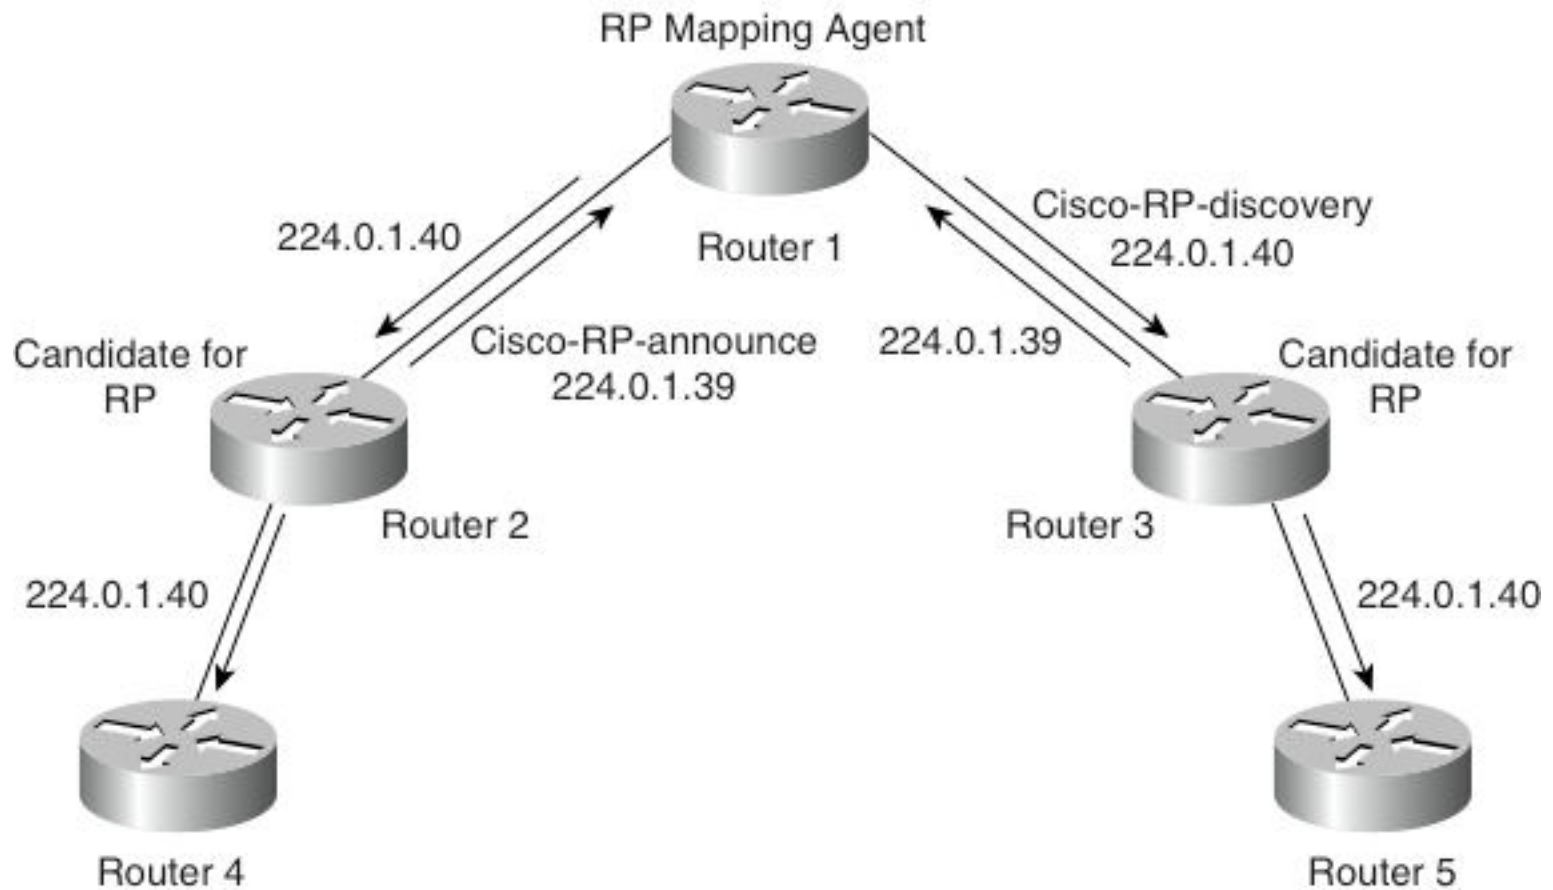 RP Mapping Agent
Router 1
224.0.1.40
Cisco-RP-discovery
224.0.1.40
Cisco-RP-announce
224.0.1.39
224.0.1.39
Candidate for
RP
Candidate for
RP
Router 2
Router 3
224.0.1.40
224.0.1.40
Router 4
Router 5